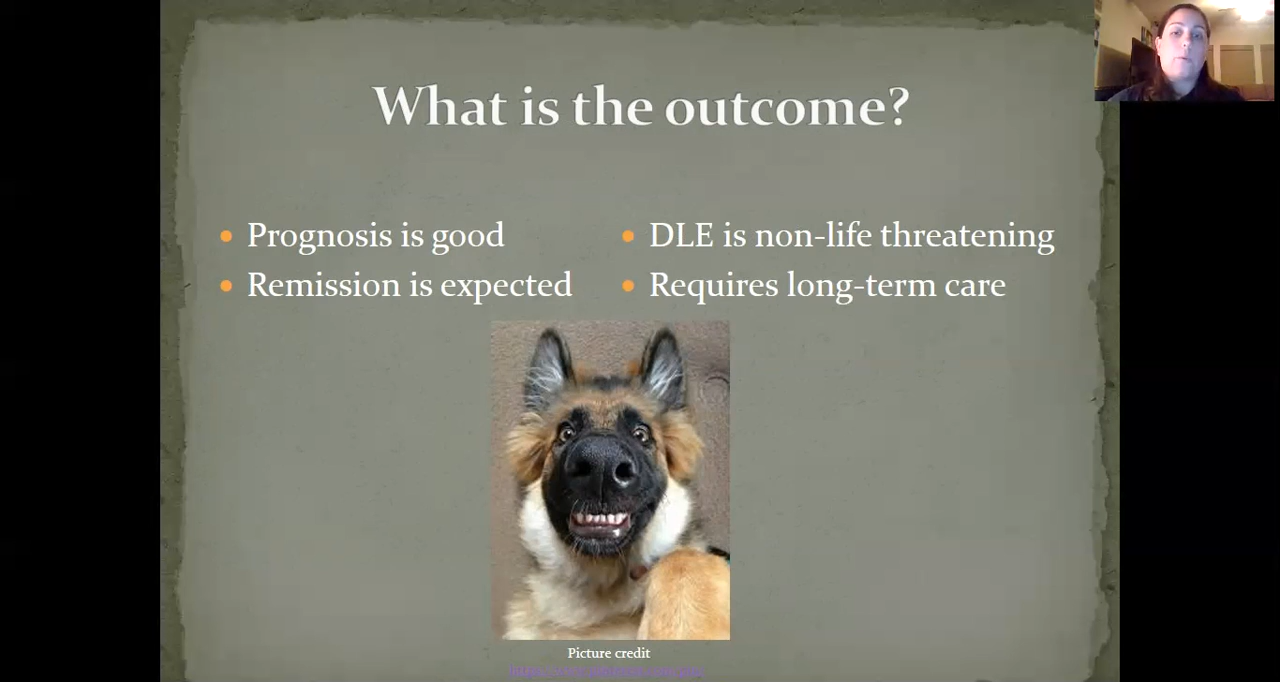 What is the outcome?
Prognosis is good
Remission is expected
DLE is non-life threatening
Requires long-term care
Picture credit